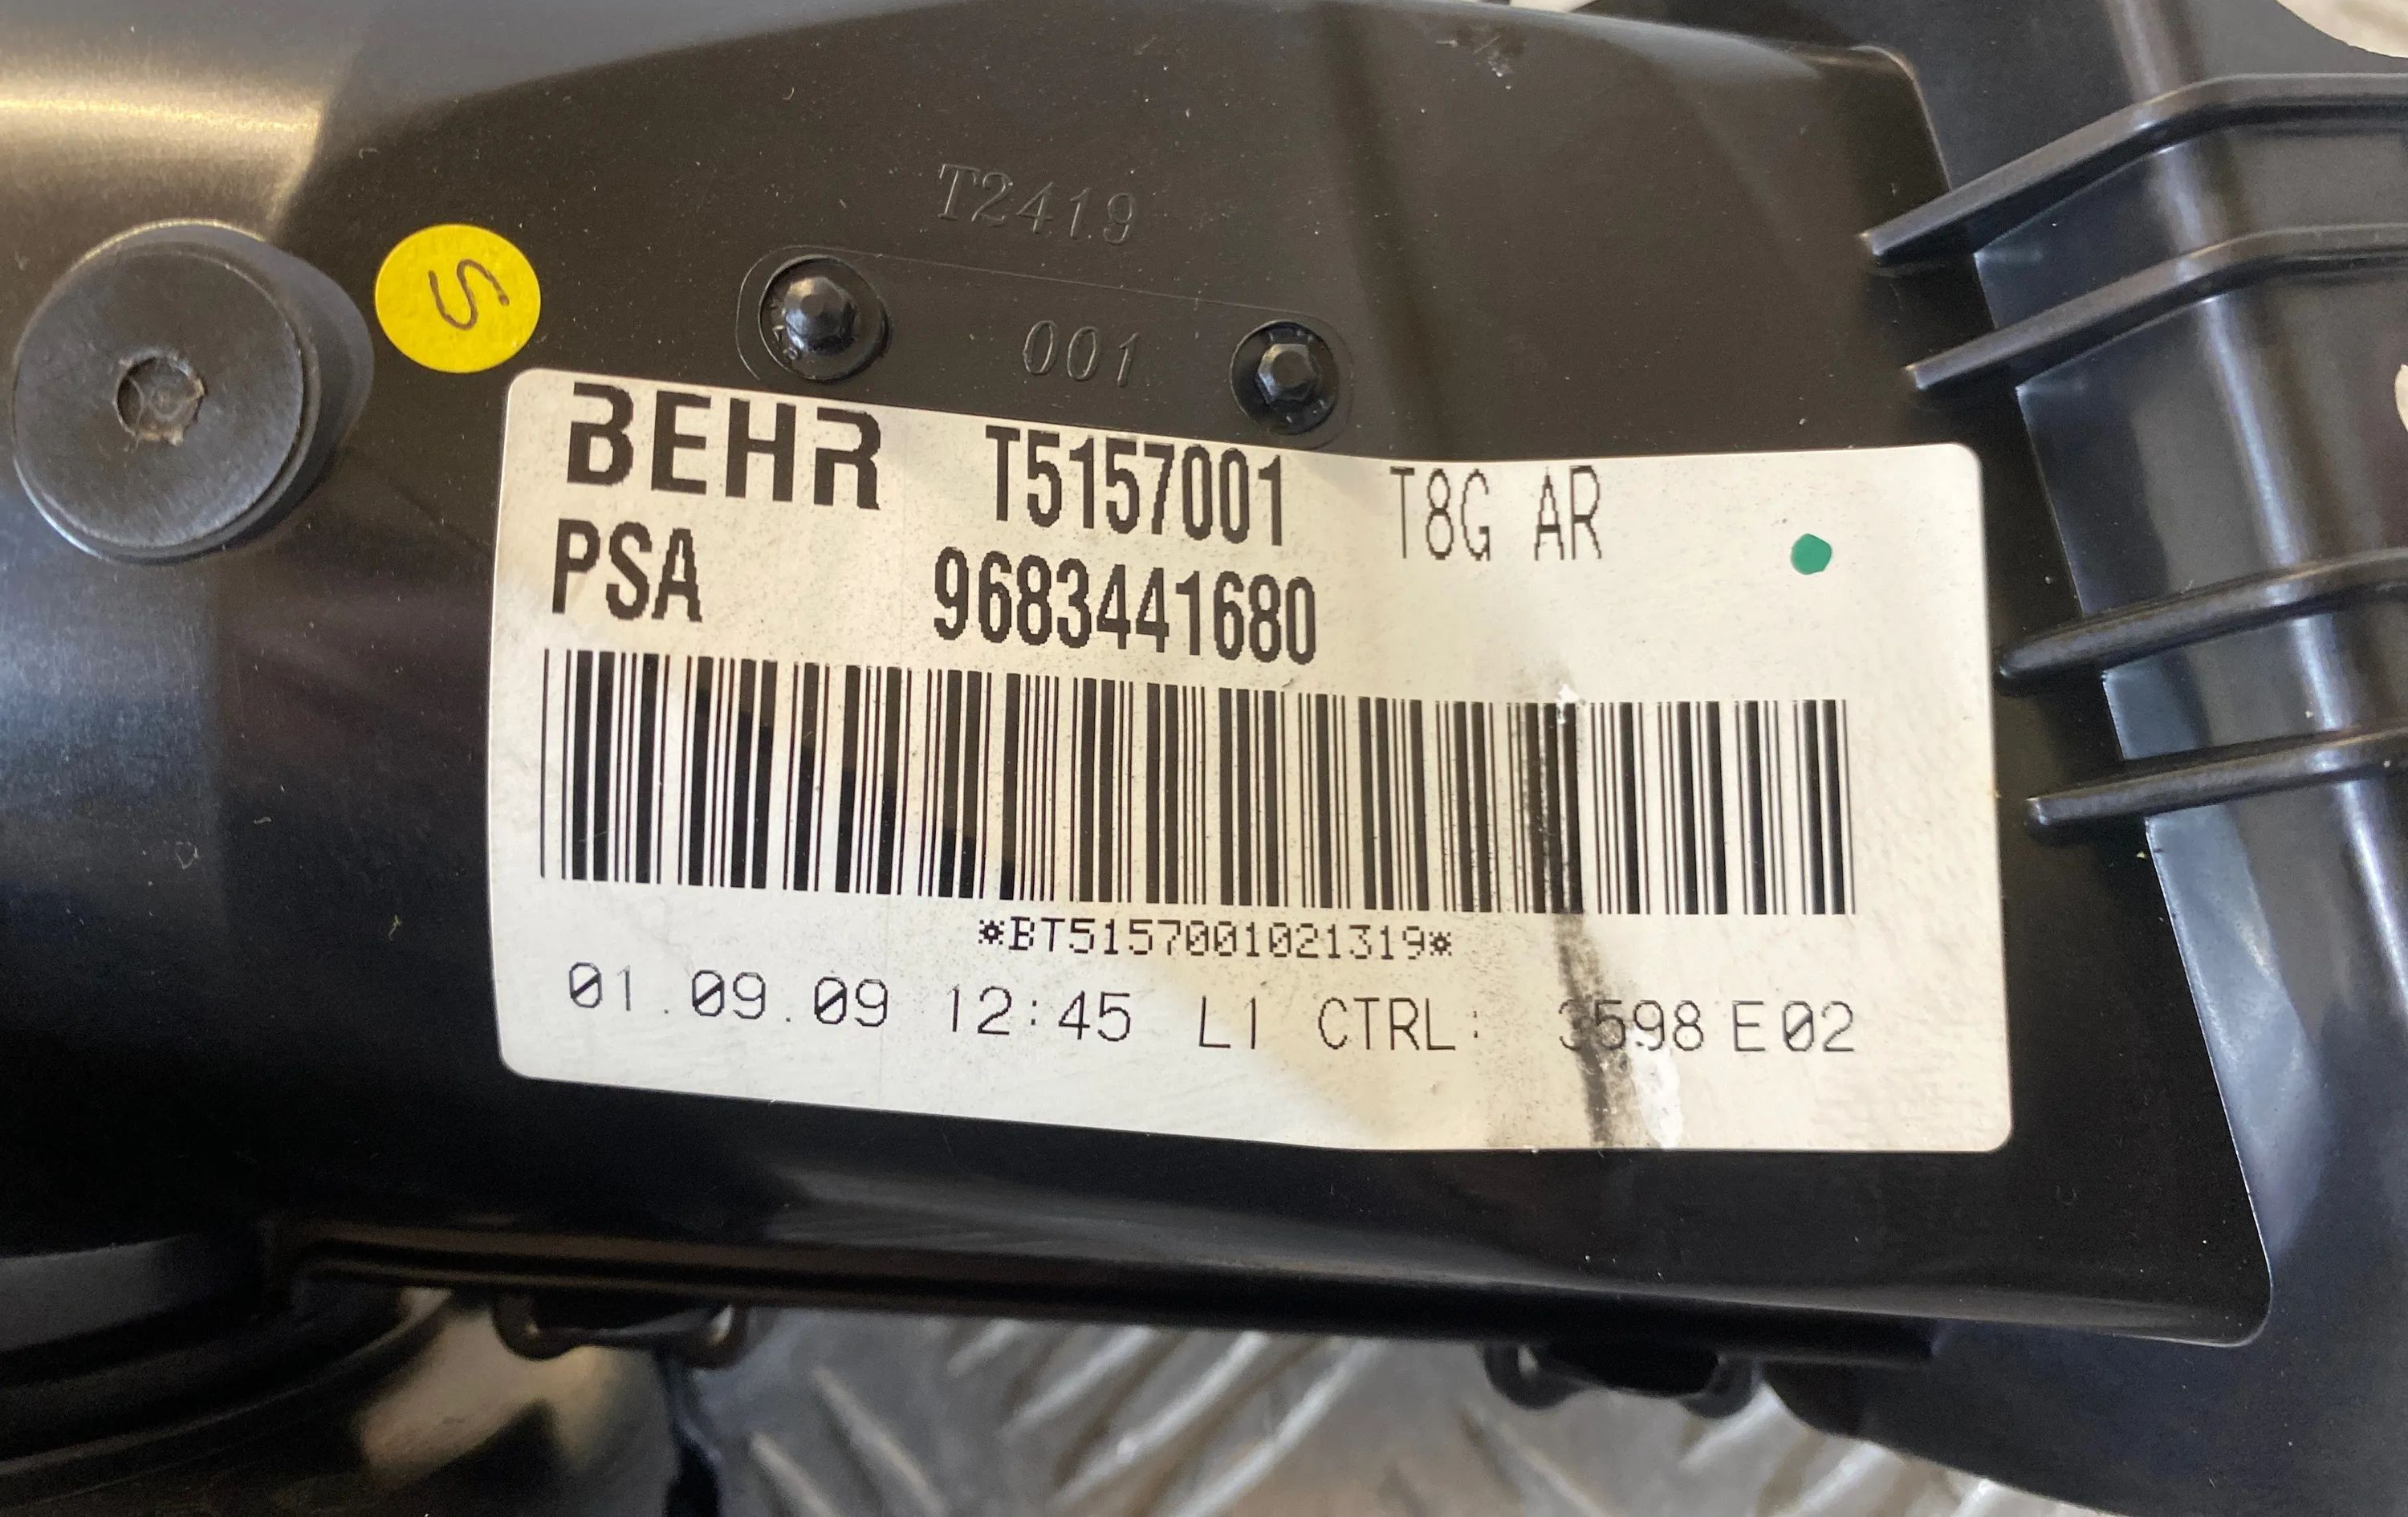 T2419
S
001
BEHR T5157001 T8G AR
PSA 9683441680
*BT5157001021319*
01.09.09 12:45 L1 CTRL: 3598 E02